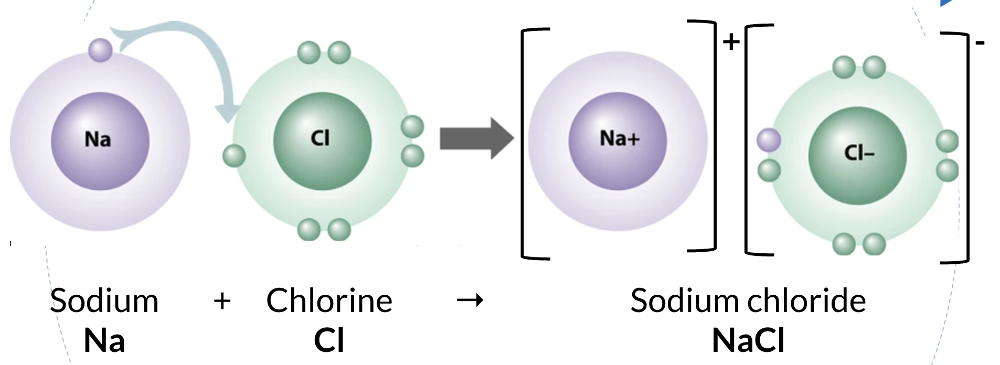 + -
Na Cl Na+ Cl–
Sodium + Chlorine → Sodium chloride
Na Cl NaCl